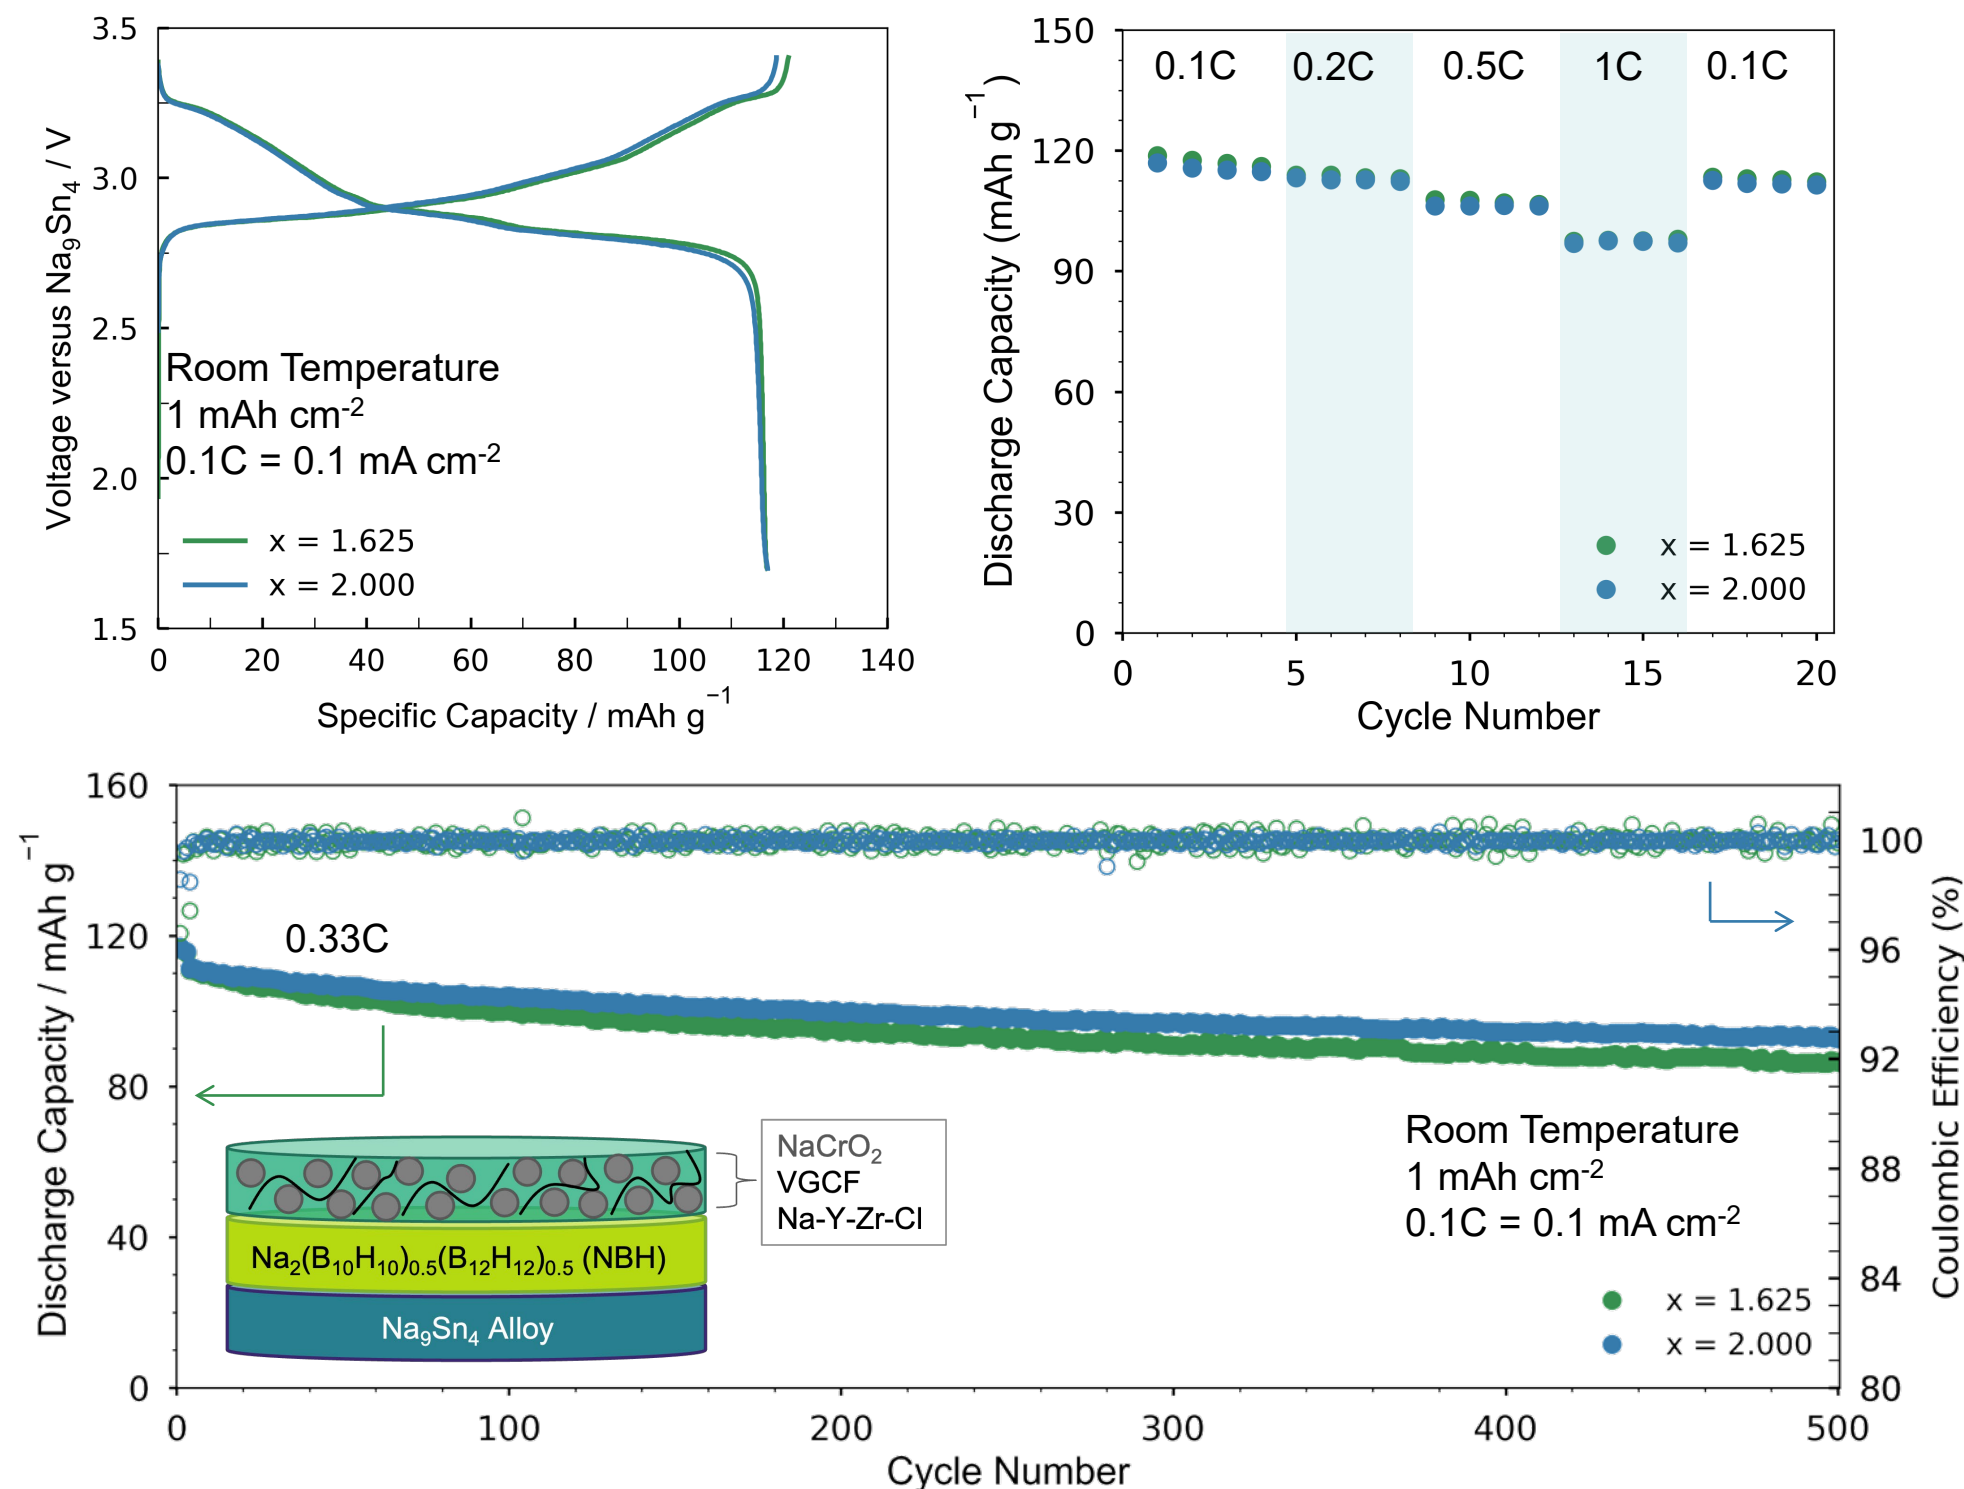 3.5
3.0
2.5
2.0
1.5
Voltage versus Na₉Sn₄ / V
Room Temperature
1 mAh cm⁻²
0.1C = 0.1 mA cm⁻²
x = 1.625
x = 2.000
0 20 40 60 80 100 120 140
Specific Capacity / mAh g⁻¹
150
120
90
60
30
0
Discharge Capacity (mAh g⁻¹)
0.1C 0.2C 0.5C 1C 0.1C
x = 1.625
x = 2.000
0 5 10 15 20
Cycle Number
160
120
80
40
0
Discharge Capacity / mAh g⁻¹
0.33C
NaCrO₂
VGCF
Na-Y-Zr-Cl
Na₂(B₁₀H₁₀)₀.₅(B₁₂H₁₂)₀.₅ (NBH)
Na₉Sn₄ Alloy
Room Temperature
1 mAh cm⁻²
0.1C = 0.1 mA cm⁻²
x = 1.625
x = 2.000
100
96
92
88
84
80
Coulombic Efficiency (%)
0 100 200 300 400 500
Cycle Number